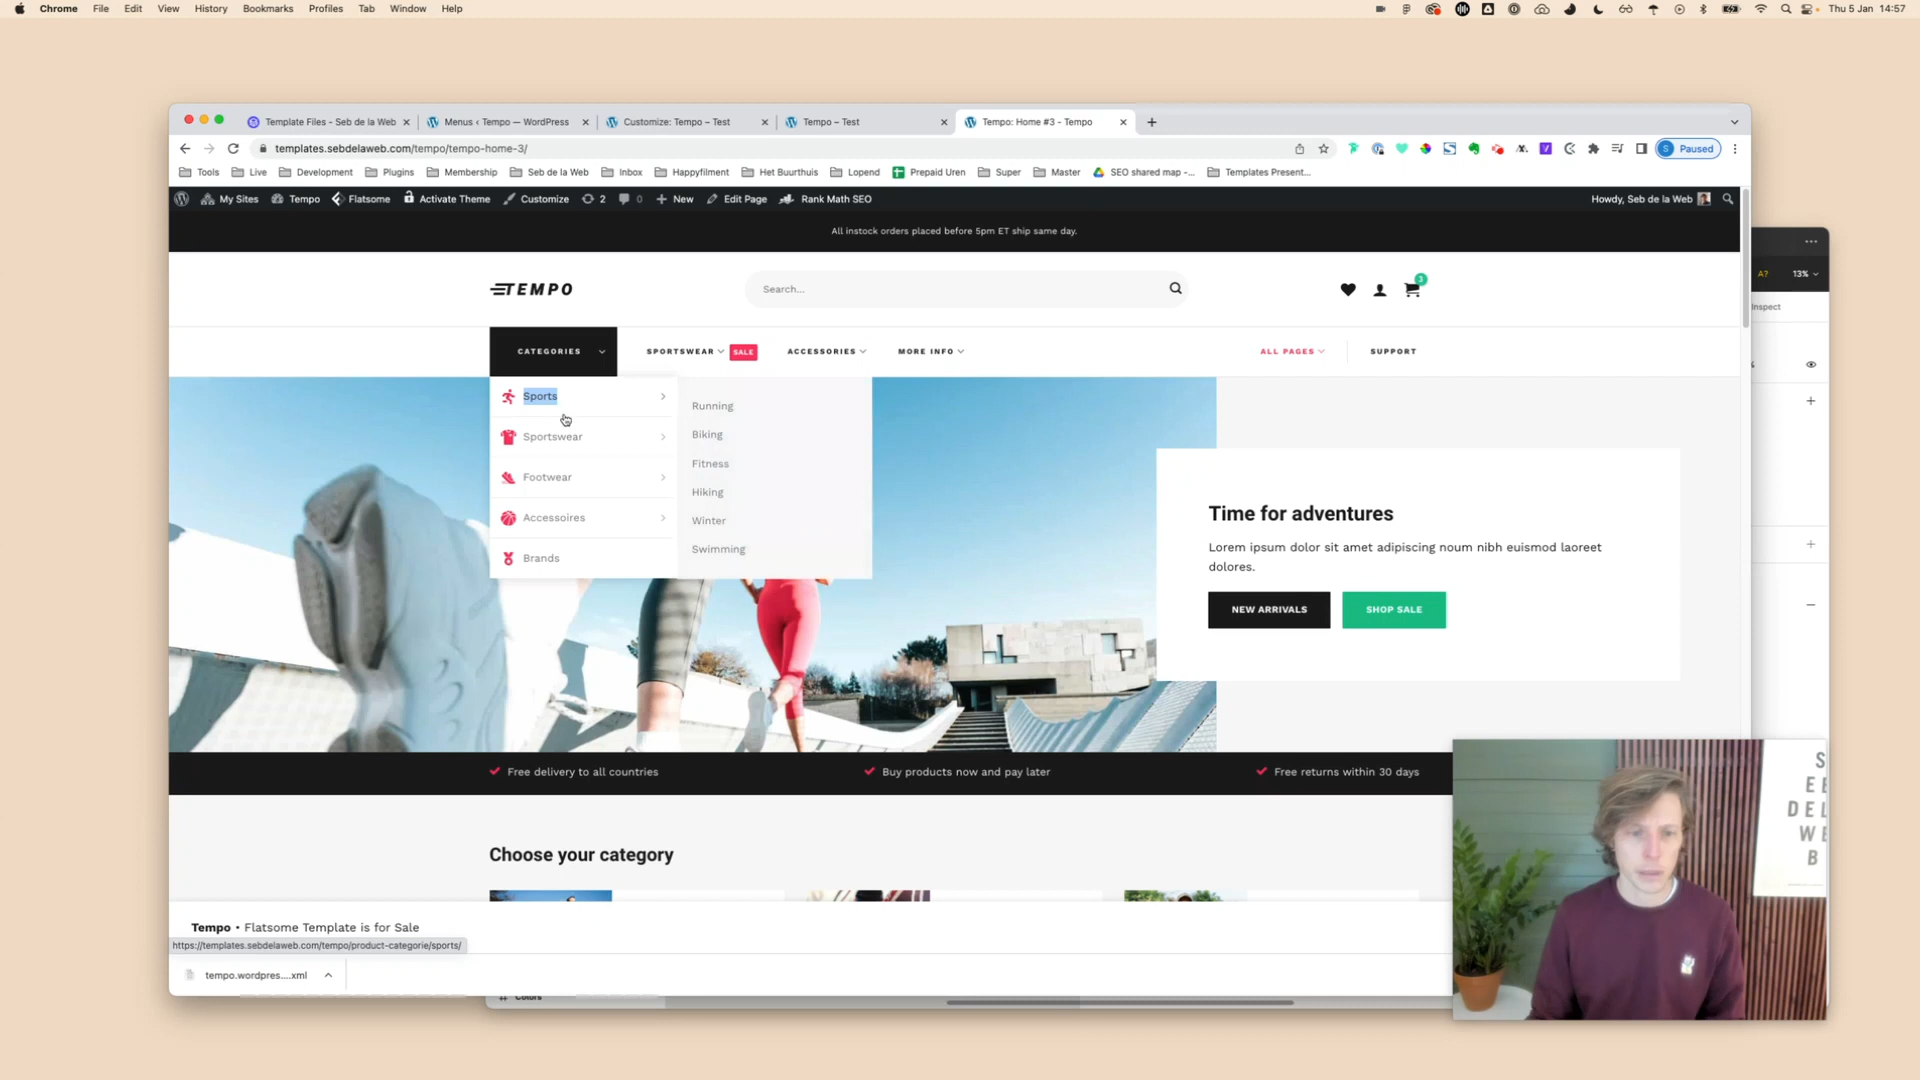 Chrome File Edit View History Bookmarks Profiles Tab Window Help
Thu 5 Jan 14:57
Template Files - Seb de la Web
Menus ‹ Tempo — WordPress
Customize: Tempo – Test
Tempo – Test
Tempo: Home #3 - Tempo
templates.sebdelaweb.com/tempo/tempo-home-3/
S Paused
Tools Live Development Plugins Membership Seb de la Web Inbox Happyfilment Het Buurthuis Lopend Prepaid Uren Super Master SEO shared map -... Templates Present...
My Sites Tempo Flatsome Activate Theme Customize 2 0 New Edit Page Rank Math SEO
Howdy, Seb de la Web
All instock orders placed before 5pm ET ship same day.
A? 13%
TEMPO
Search...
3
Inspect
CATEGORIES SPORTSWEAR SALE ACCESSORIES MORE INFO ALL PAGES SUPPORT
Sports
Sportswear
Footwear
Accessoires
Brands
Running
Biking
Fitness
Hiking
Winter
Swimming
Time for adventures
Lorem ipsum dolor sit amet adipiscing noum nibh euismod laoreet
dolores.
NEW ARRIVALS SHOP SALE
Free delivery to all countries
Buy products now and pay later
Free returns within 30 days
Choose your category
Tempo • Flatsome Template is for Sale
https://templates.sebdelaweb.com/tempo/product-categorie/sports/
tempo.wordpres....xml
Colors
S
E E
D E L
W E
B